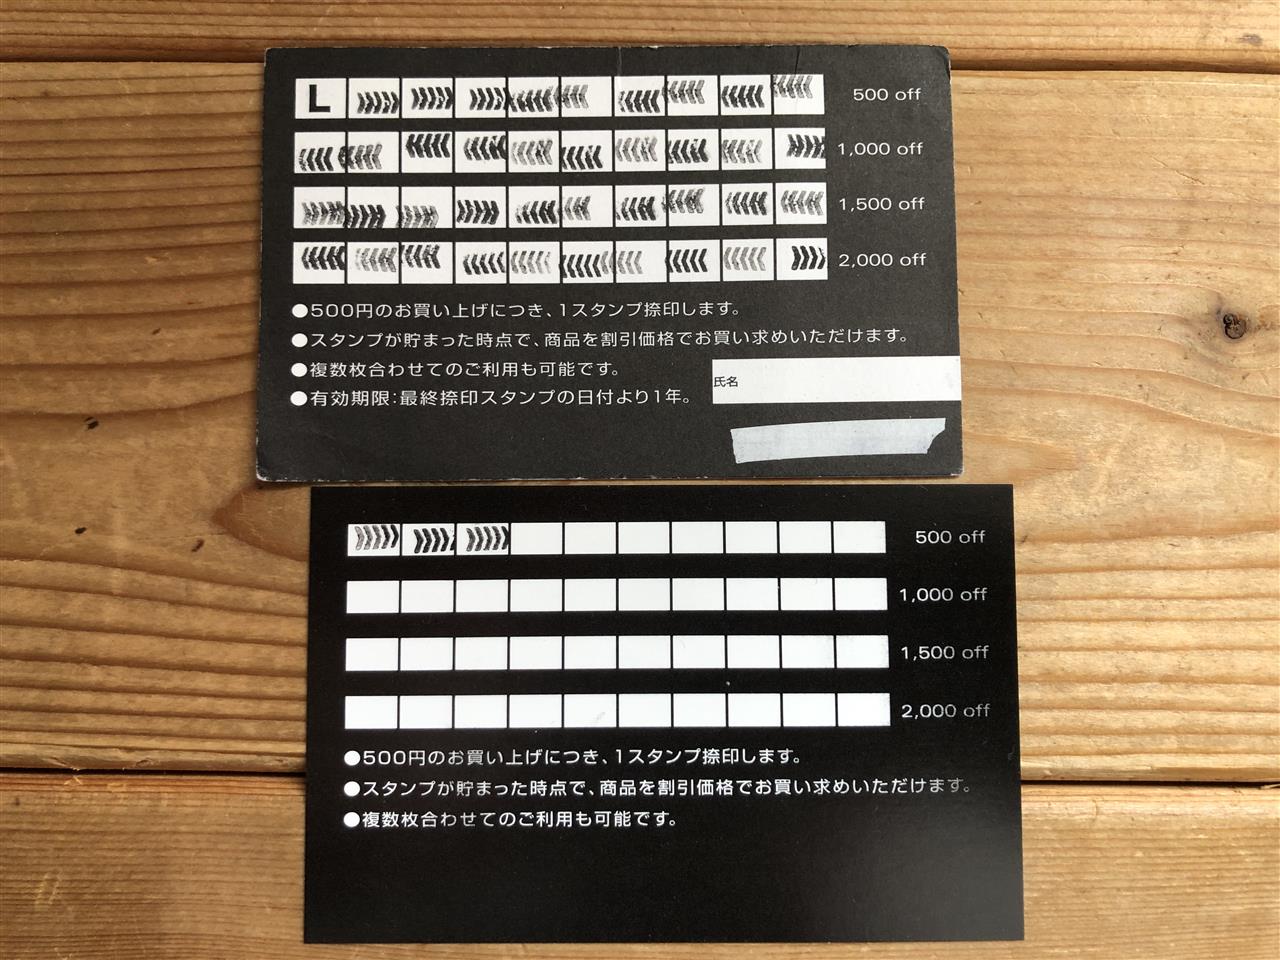 L 500 off
1,000 off
1,500 off
2,000 off
●500円のお買い上げにつき、1スタンプ捺印します。
●スタンプが貯まった時点で、商品を割引価格でお買い求めいただけます。
●複数枚合わせてのご利用も可能です。
氏名
●有効期限:最終捺印スタンプの日付より1年。
500 off
1,000 off
1,500 off
2,000 off
●500円のお買い上げにつき、1スタンプ捺印します。
●スタンプが貯まった時点で、商品を割引価格でお買い求めいただけます。
●複数枚合わせてのご利用も可能です。